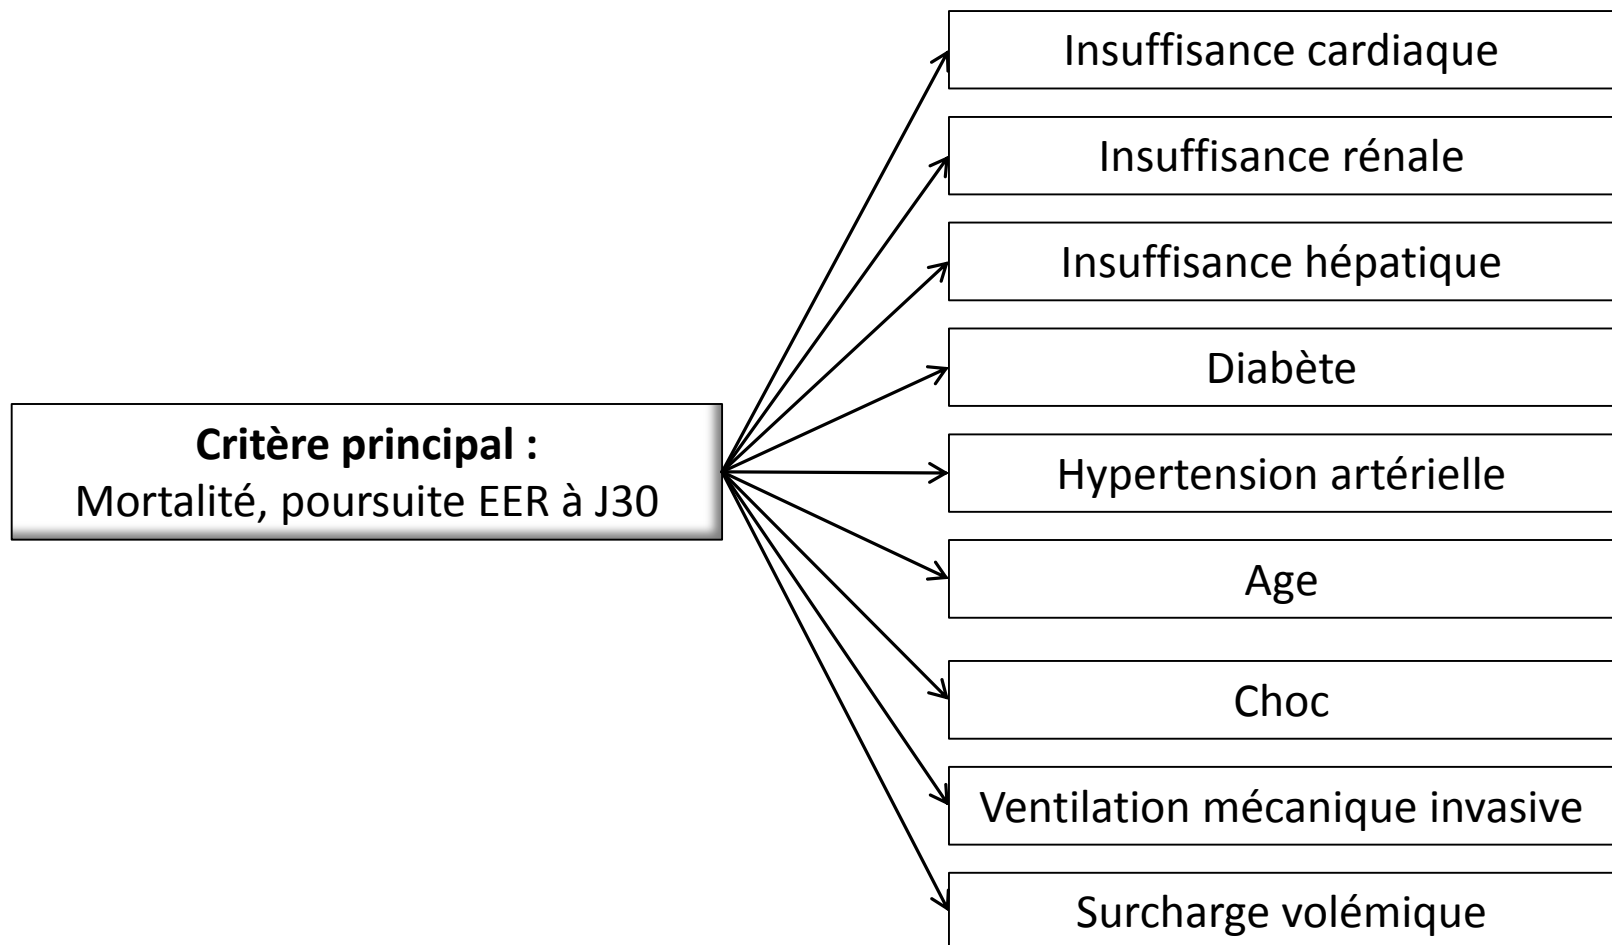 Insuffisance cardiaque
Insuffisance rénale
Insuffisance hépatique
Diabète
Critère principal :
Mortalité, poursuite EER à J30
Hypertension artérielle
Age
Choc
Ventilation mécanique invasive
Surcharge volémique